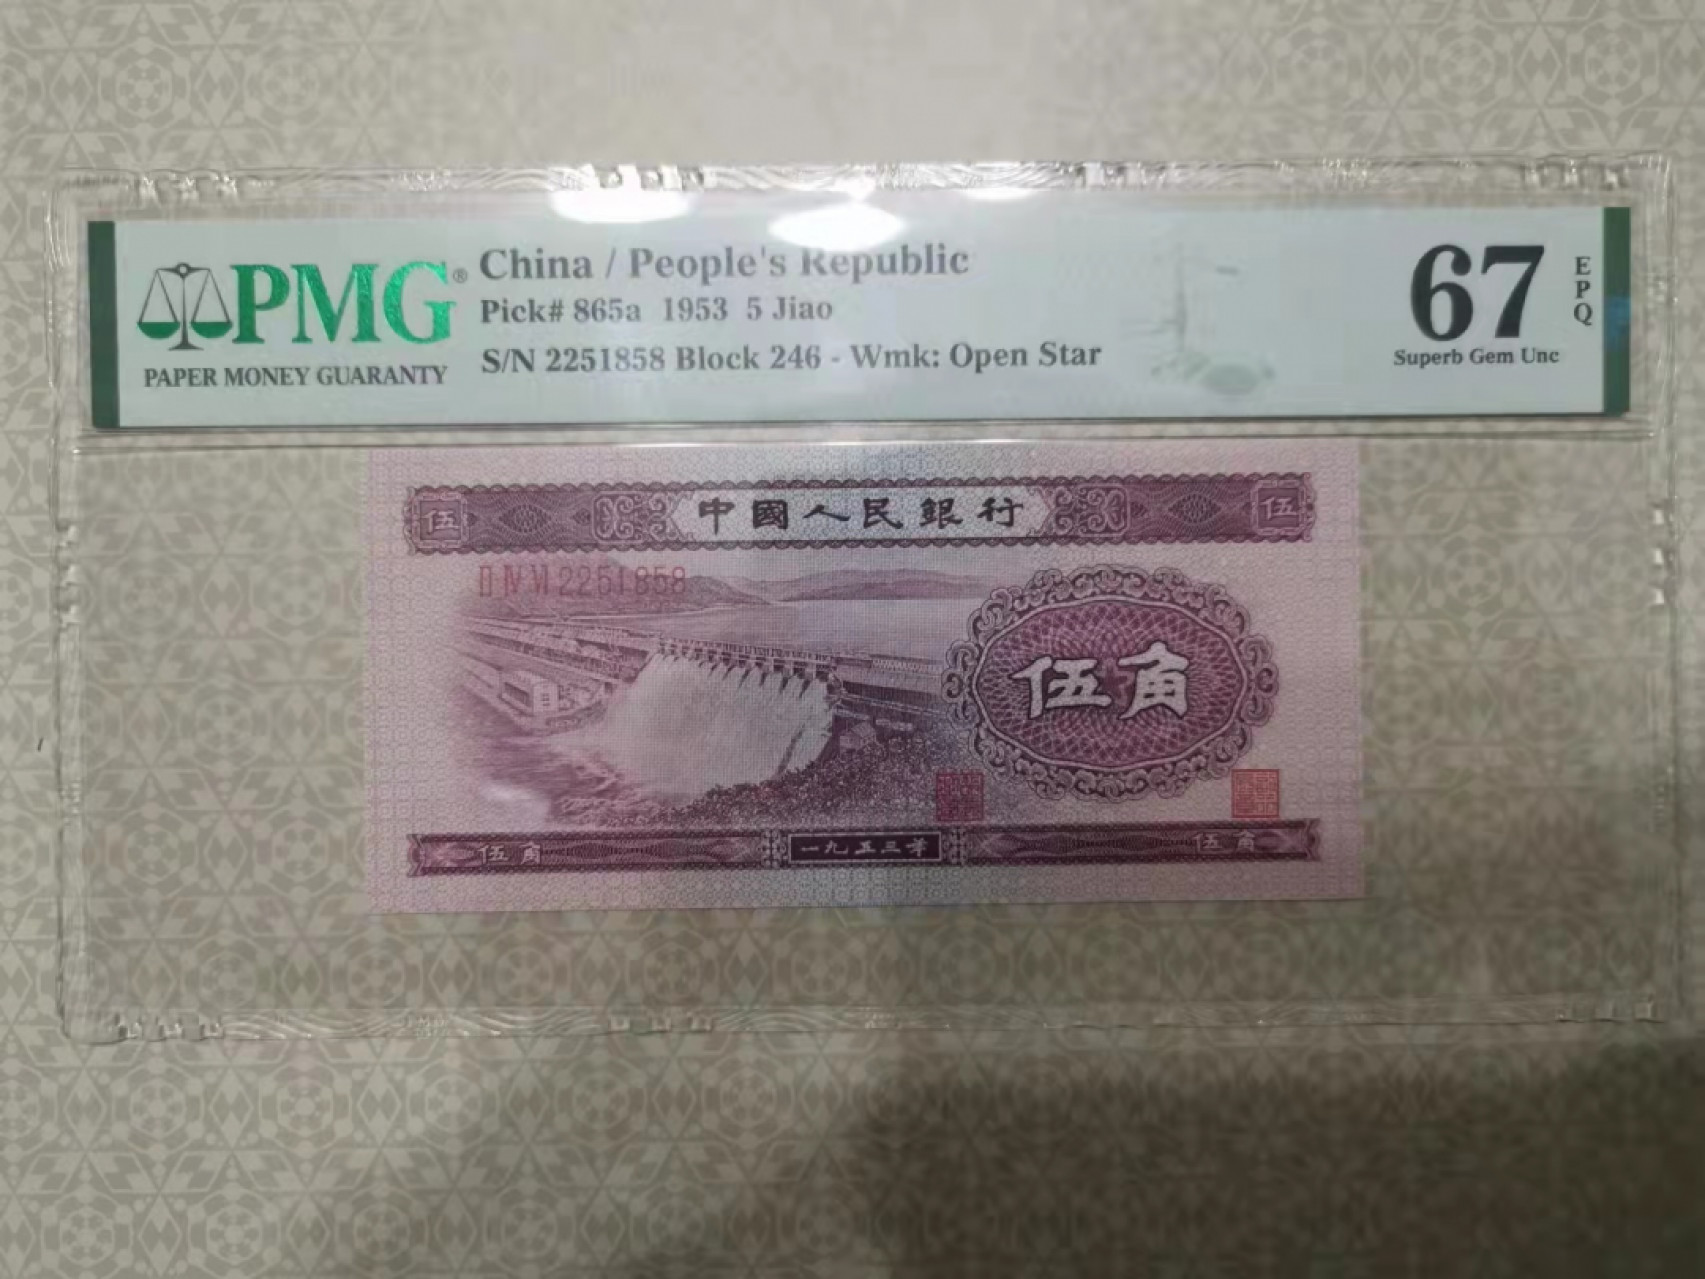 PMG®
PAPER MONEY GUARANTY
China / People's Republic
Pick# 865a 1953 5 Jiao
S/N 2251858 Block 246 - Wmk: Open Star
67
EPQ
Superb Gem Unc
伍 中國人民銀行 伍
ⅡⅣⅥ2251858
伍角
伍角 一九五三年 伍角